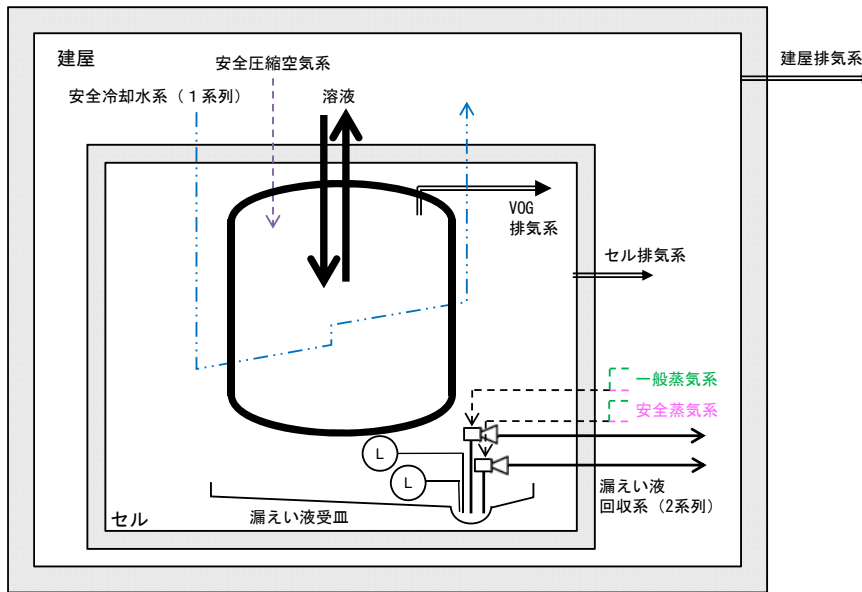 建屋
建屋排気系
安全圧縮空気系
安全冷却水系(1系列)
溶液
VOG
排気系
セル排気系
一般蒸気系
安全蒸気系
L
L
漏えい液
回収系(2系列)
漏えい液受皿
セル